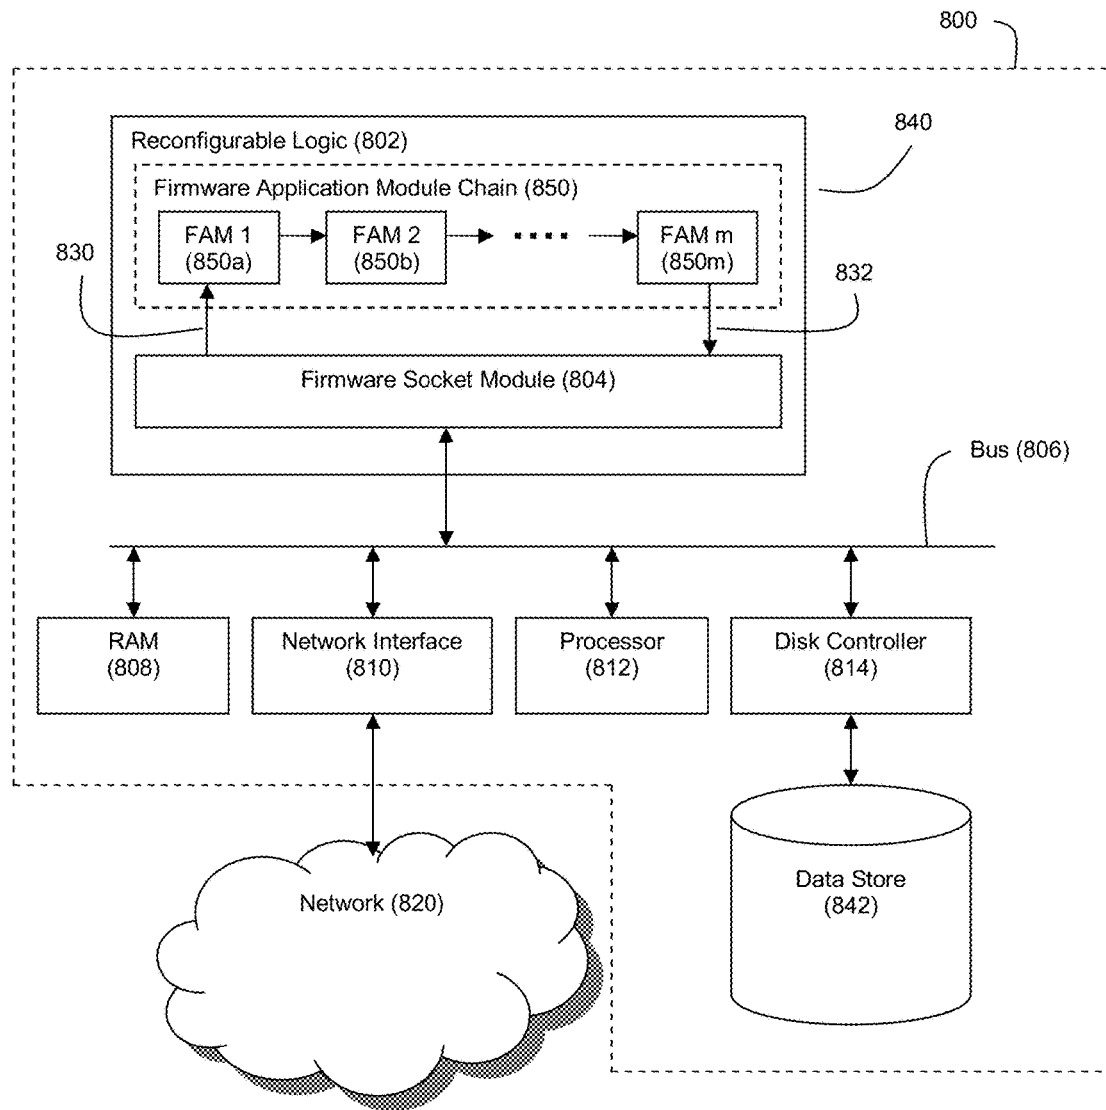 800
Reconfigurable Logic (802)
840
Firmware Application Module Chain (850)
FAM 1
(850a)
FAM 2
(850b)
FAM m
(850m)
830
832
Firmware Socket Module (804)
Bus (806)
RAM
(808)
Network Interface
(810)
Processor
(812)
Disk Controller
(814)
Network (820)
Data Store
(842)